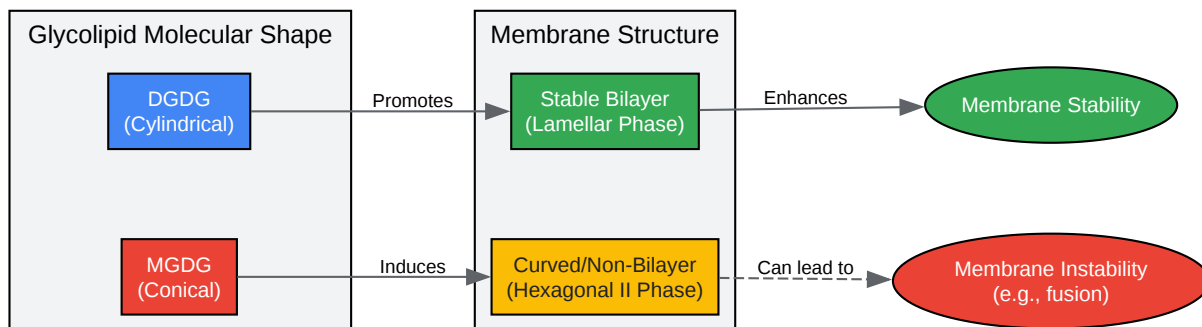 Glycolipid Molecular Shape
Membrane Structure
DGDG
(Cylindrical)
Promotes
Stable Bilayer
(Lamellar Phase)
Enhances
Membrane Stability
MGDG
(Conical)
Induces
Curved/Non-Bilayer
(Hexagonal II Phase)
Can lead to
Membrane Instability
(e.g., fusion)